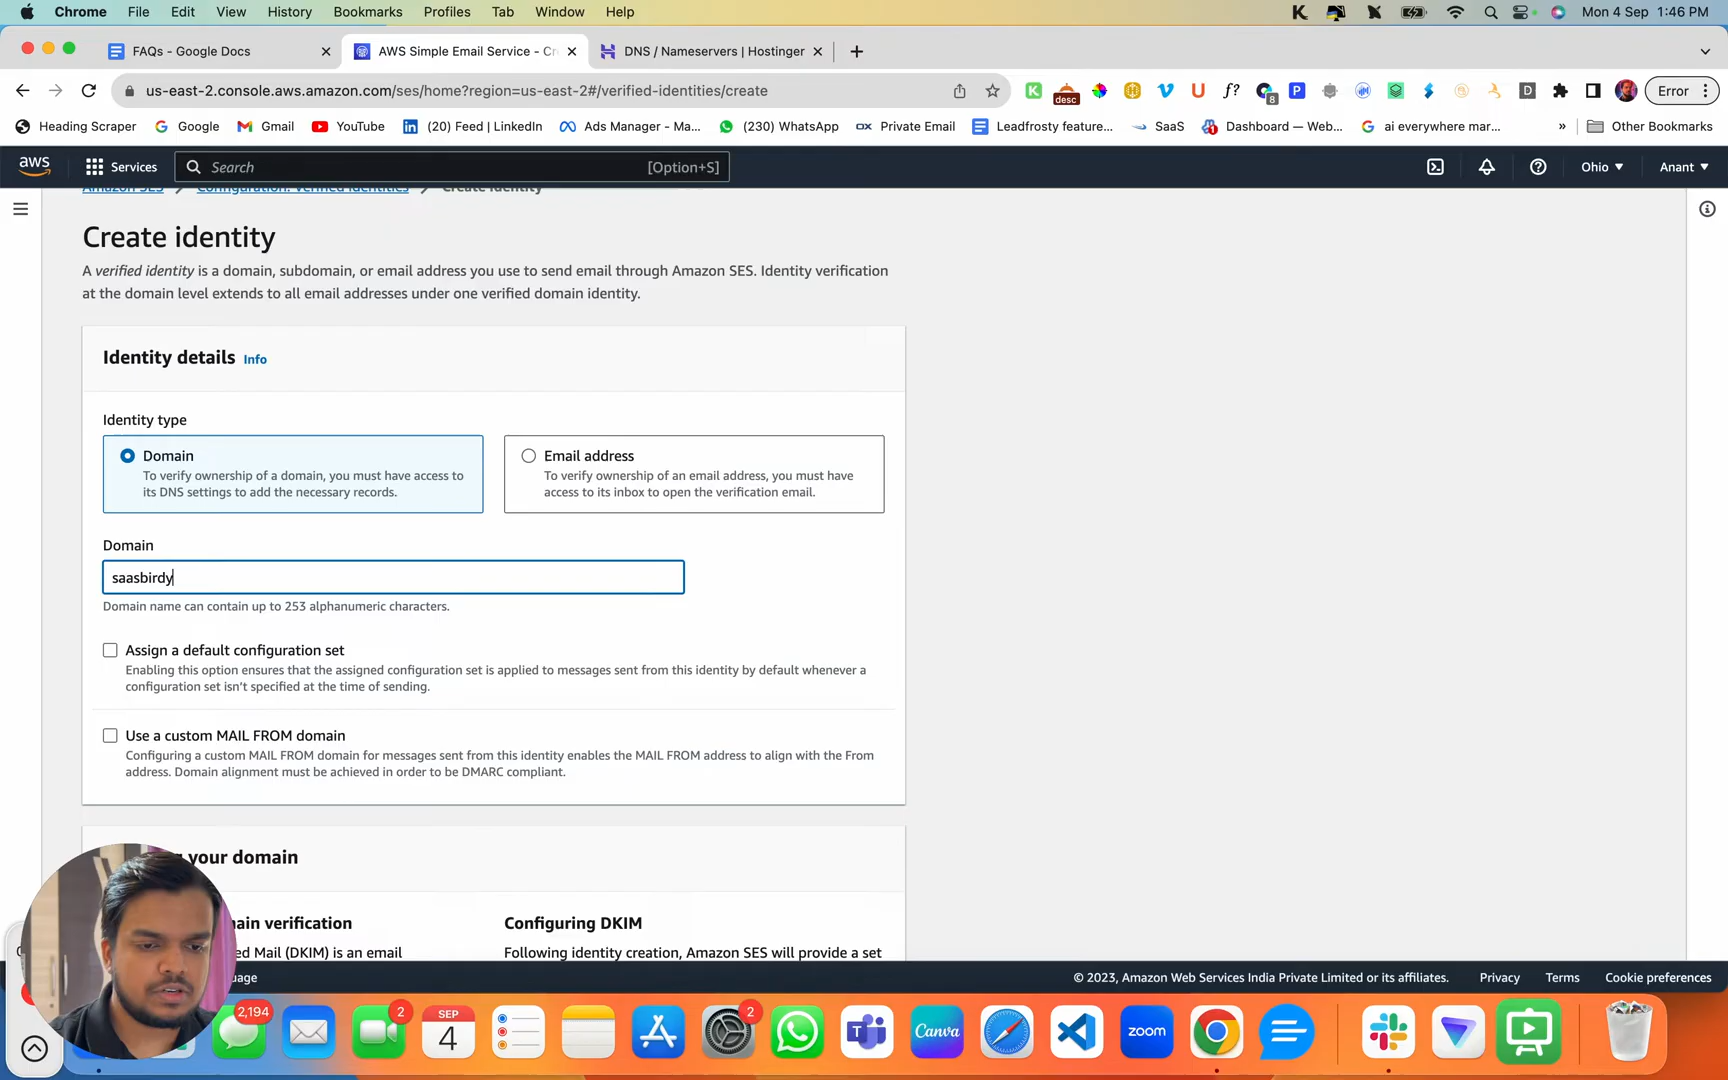 Chrome File Edit View History Bookmarks Profiles Tab Window Help Mon 4 Sep 1:46 PM
FAQs - Google Docs AWS Simple Email Service - Cr DNS / Nameservers | Hostinger
us-east-2.console.aws.amazon.com/ses/home?region=us-east-2#/verified-identities/create desc 8 Error
Heading Scraper Google Gmail YouTube (20) Feed | LinkedIn Ads Manager - Ma... (230) WhatsApp Private Email Leadfrosty feature... SaaS Dashboard — Web... ai everywhere mar... » Other Bookmarks
aws Services Search [Option+S] Ohio Anant
Amazon SES Configuration: Verified identities Create identity
Create identity
A verified identity is a domain, subdomain, or email address you use to send email through Amazon SES. Identity verification
at the domain level extends to all email addresses under one verified domain identity.
Identity details Info
Identity type
Domain
To verify ownership of a domain, you must have access to
its DNS settings to add the necessary records.
Email address
To verify ownership of an email address, you must have
access to its inbox to open the verification email.
Domain
saasbirdy
Domain name can contain up to 253 alphanumeric characters.
Assign a default configuration set
Enabling this option ensures that the assigned configuration set is applied to messages sent from this identity by default whenever a
configuration set isn't specified at the time of sending.
Use a custom MAIL FROM domain
Configuring a custom MAIL FROM domain for messages sent from this identity enables the MAIL FROM address to align with the From
address. Domain alignment must be achieved in order to be DMARC compliant.
your domain
ain verification
ed Mail (DKIM) is an email
Configuring DKIM
Following identity creation, Amazon SES will provide a set
uage © 2023, Amazon Web Services India Private Limited or its affiliates. Privacy Terms Cookie preferences
2,194 2 SEP 4 2 Canva zoom